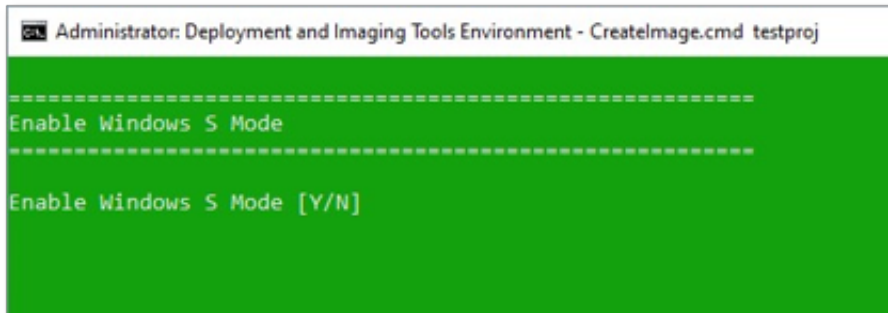 Administrator: Deployment and Imaging Tools Environment - CreateImage.cmd testproj
=========================================================
Enable Windows S Mode
=========================================================
Enable Windows S Mode [Y/N]